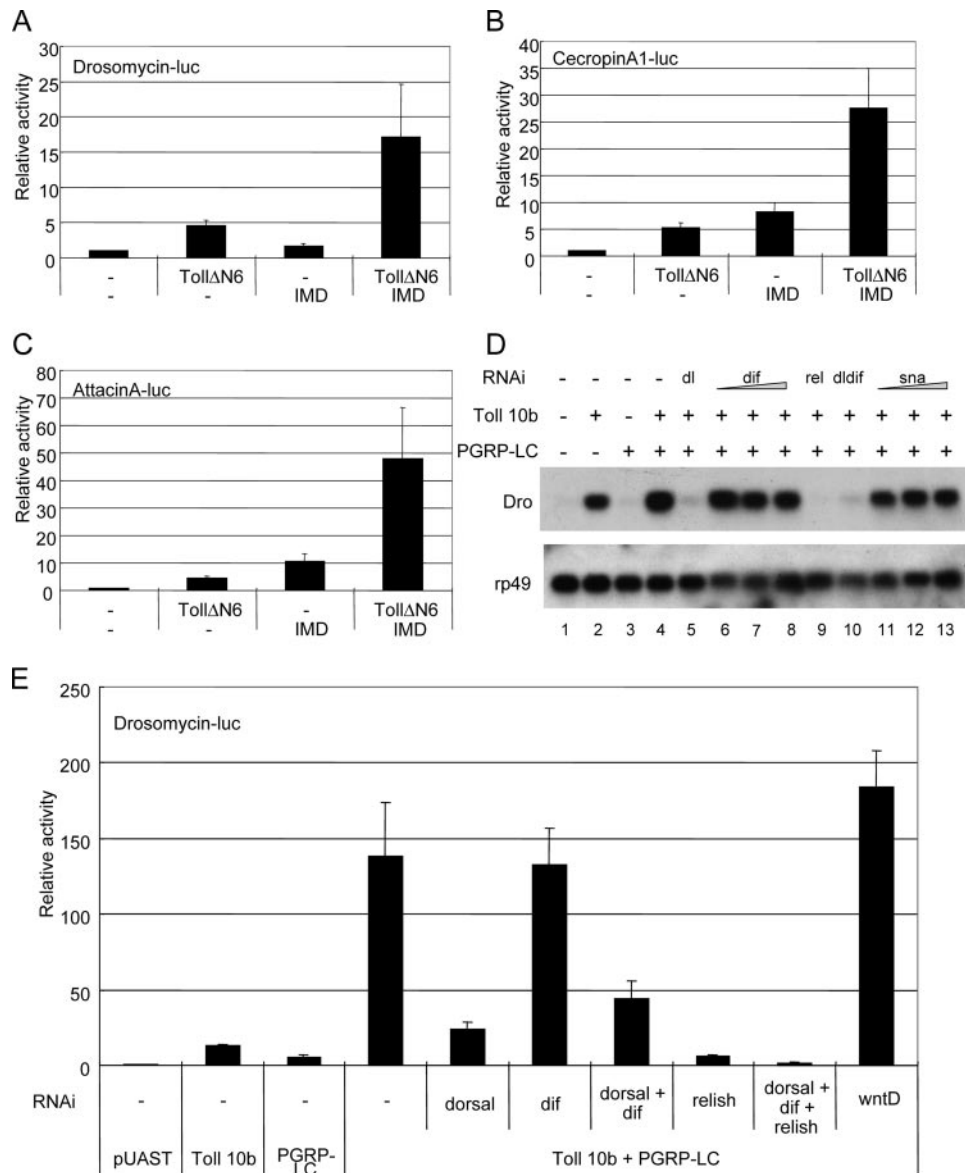 A
Drosomycin-luc
Relative activity
30
25
20
15
10
5
0
- TollΔN6 - TollΔN6
- - IMD IMD
B
CecropinA1-luc
Relative activity
40
35
30
25
20
15
10
5
0
- TollΔN6 - TollΔN6
- - IMD IMD
C
AttacinA-luc
Relative activity
80
70
60
50
40
30
20
10
0
- TollΔN6 - TollΔN6
- - IMD IMD
D
RNAi - - - - dl dif rel dldif sna
Toll 10b - + - + + + + + + + + + +
PGRP-LC - - + + + + + + + + + + +
Dro
rp49
1 2 3 4 5 6 7 8 9 10 11 12 13
E
Drosomycin-luc
Relative activity
250
200
150
100
50
0
RNAi - - - - dorsal dif dorsal + dif relish dorsal + dif + relish wntD
pUAST Toll 10b PGRP-LC Toll 10b + PGRP-LC